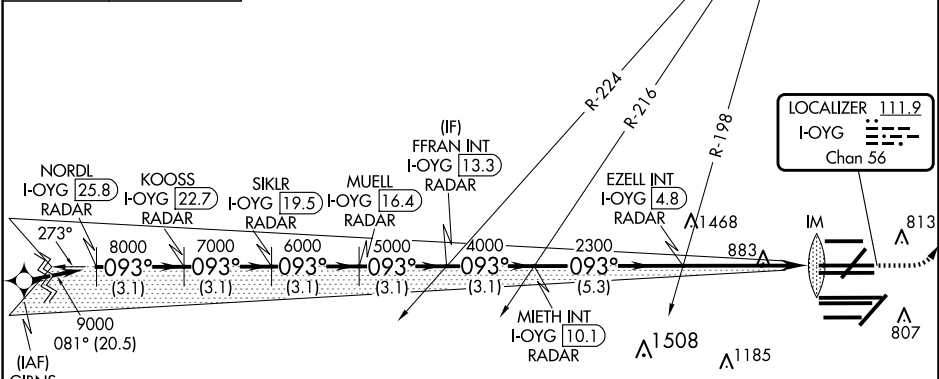 R-224
R-216
R-198
LOCALIZER 111.9
I-OYG
Chan 56
(IF)
FFRAN INT
I-OYG 13.3
RADAR
NORDL
I-OYG 25.8
RADAR
KOOSS
I-OYG 22.7
RADAR
SIKLR
I-OYG 19.5
RADAR
MUELL
I-OYG 16.4
RADAR
EZELL INT
I-OYG 4.8
RADAR
1468
IM
813
273°
8000
7000
6000
5000
4000
2300
883
093°
093°
093°
093°
093°
093°
(3.1)
(3.1)
(3.1)
(3.1)
(3.1)
(5.3)
9000
081° (20.5)
MIETH INT
I-OYG 10.1
RADAR
1508
1185
807
(IAF)